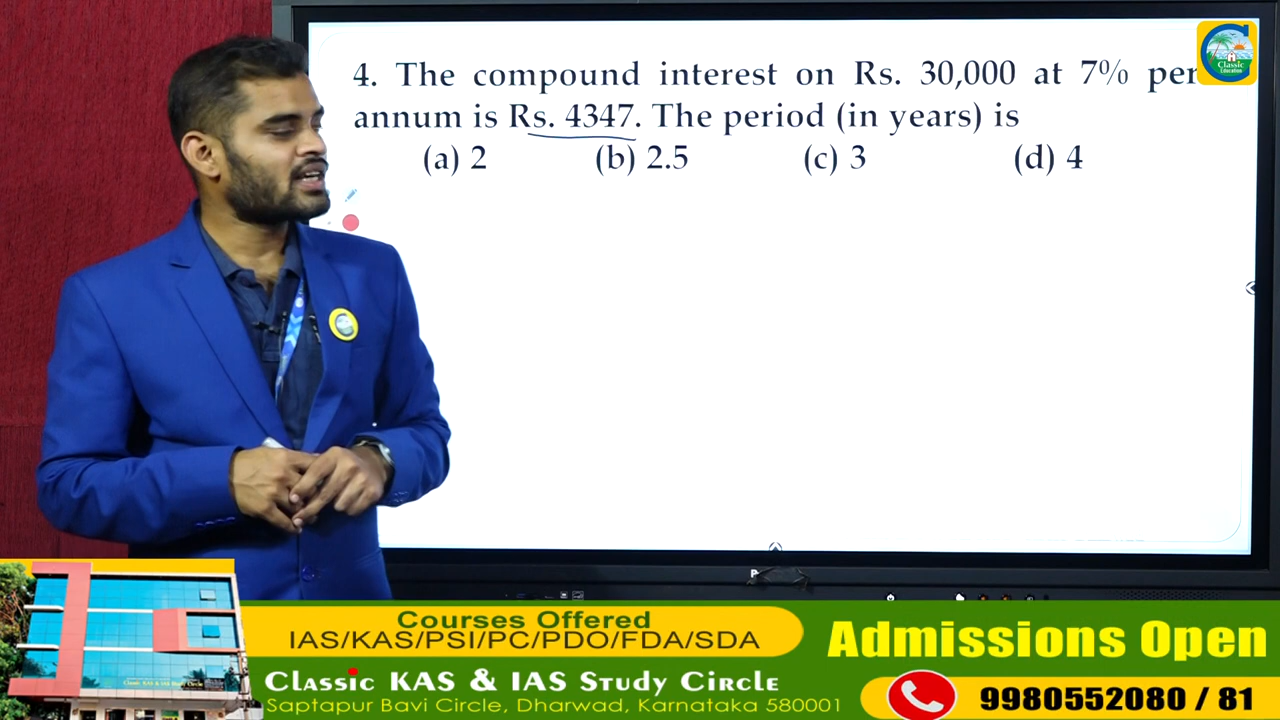 4. The compound interest on Rs. 30,000 at 7% per
annum is Rs. 4347. The period (in years) is
(a) 2 (b) 2.5 (c) 3 (d) 4
Classic
Education
Courses Offered
IAS/KAS/PSI/PC/PDO/FDA/SDA
Classic KAS & IAS Study Circle
Saptapur Bavi Circle, Dharwad, Karnataka 580001
Admissions Open
9980552080 / 81